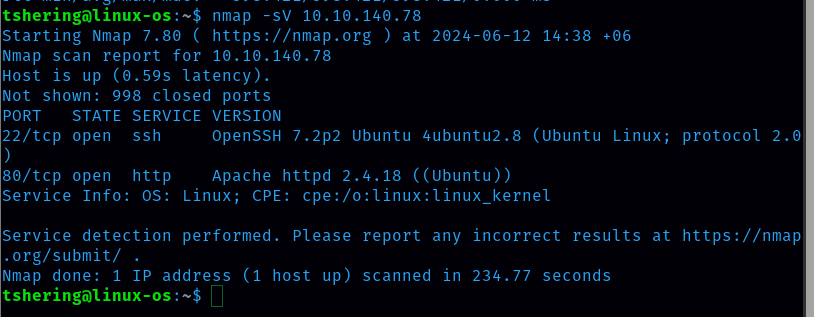 tshering@linux-os:~$ nmap -sV 10.10.140.78
Starting Nmap 7.80 ( https://nmap.org ) at 2024-06-12 14:38 +06
Nmap scan report for 10.10.140.78
Host is up (0.59s latency).
Not shown: 998 closed ports
PORT   STATE SERVICE VERSION
22/tcp open  ssh     OpenSSH 7.2p2 Ubuntu 4ubuntu2.8 (Ubuntu Linux; protocol 2.0
)
80/tcp open  http    Apache httpd 2.4.18 ((Ubuntu))
Service Info: OS: Linux; CPE: cpe:/o:linux:linux_kernel

Service detection performed. Please report any incorrect results at https://nmap
.org/submit/ .
Nmap done: 1 IP address (1 host up) scanned in 234.77 seconds
tshering@linux-os:~$